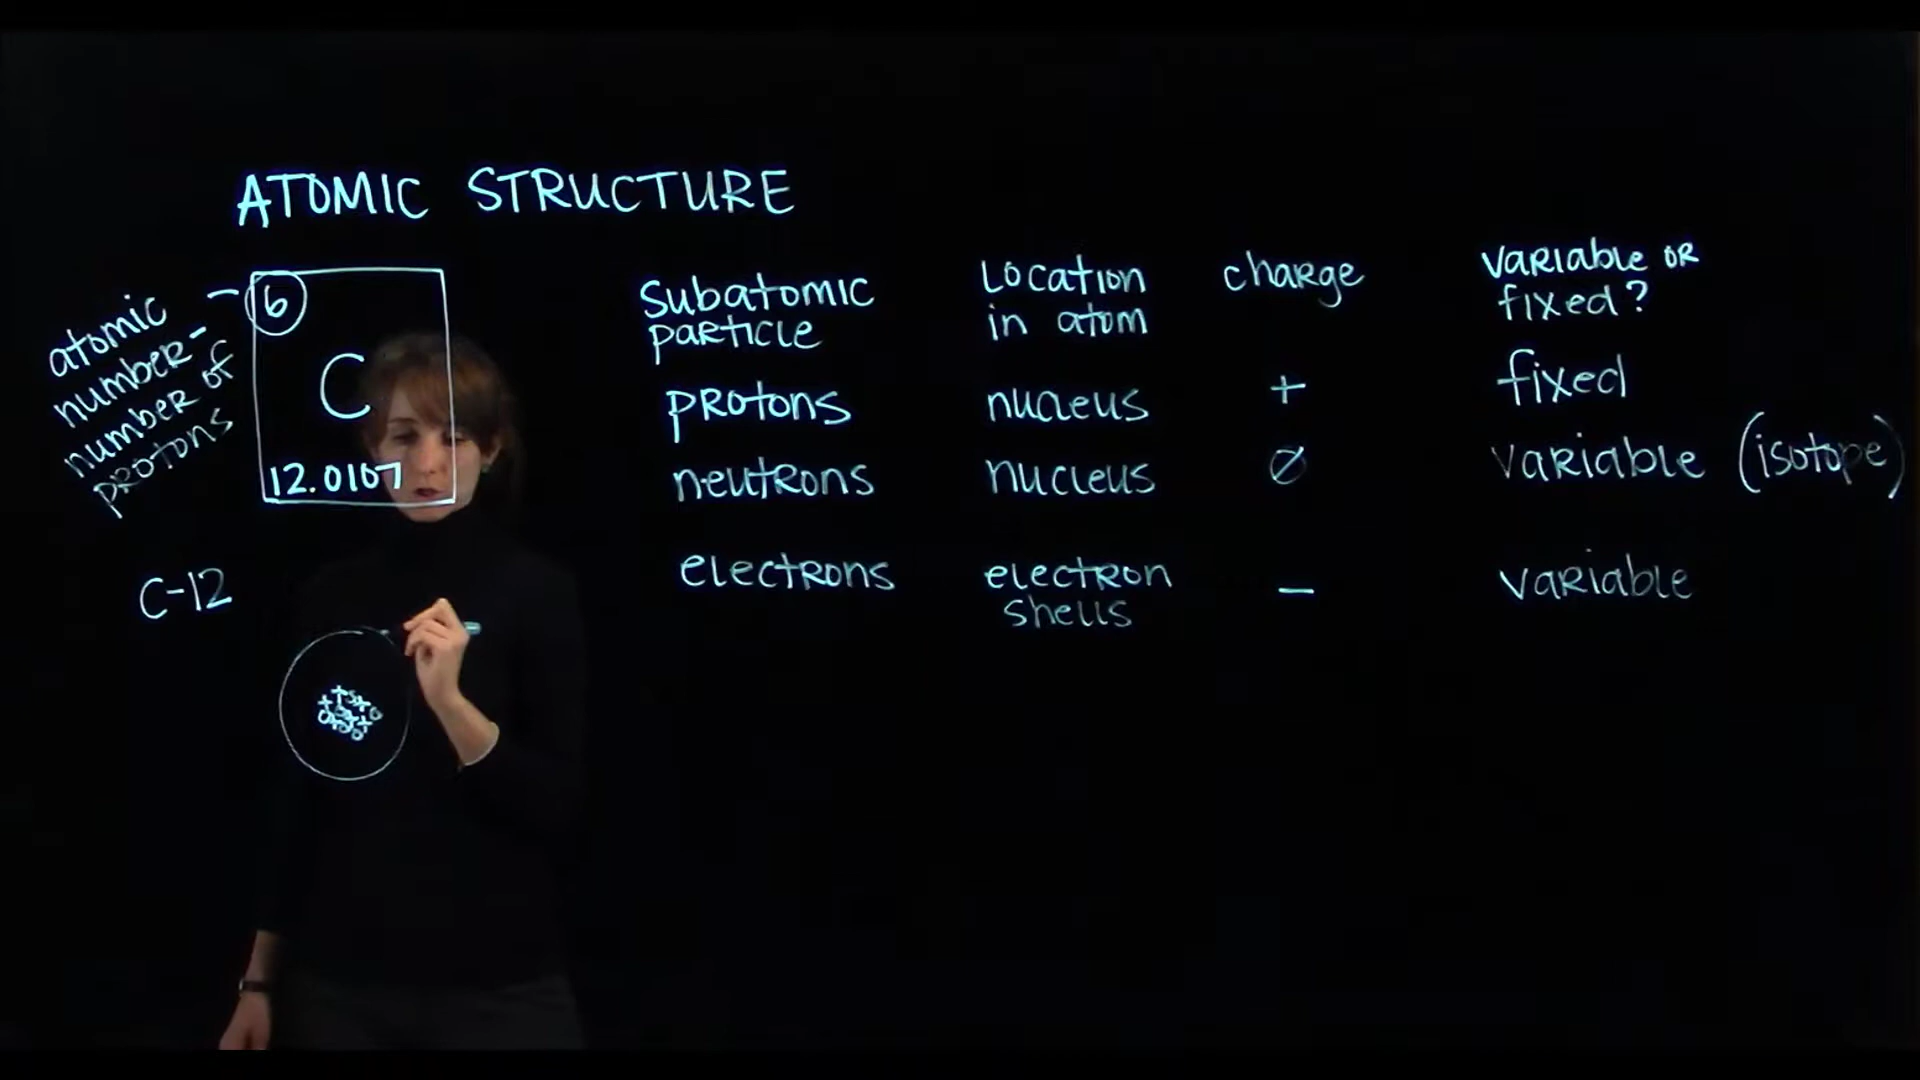 ATOMIC STRUCTURE
6
C
12.0107
atomic
number-
number of
protons
C-12
subatomic
particle
Location
in atom
charge
variable or
fixed?
protons
nucleus
+
fixed
neutrons
nucleus
∅
variable (isotope)
electrons
electron
shells
−
variable